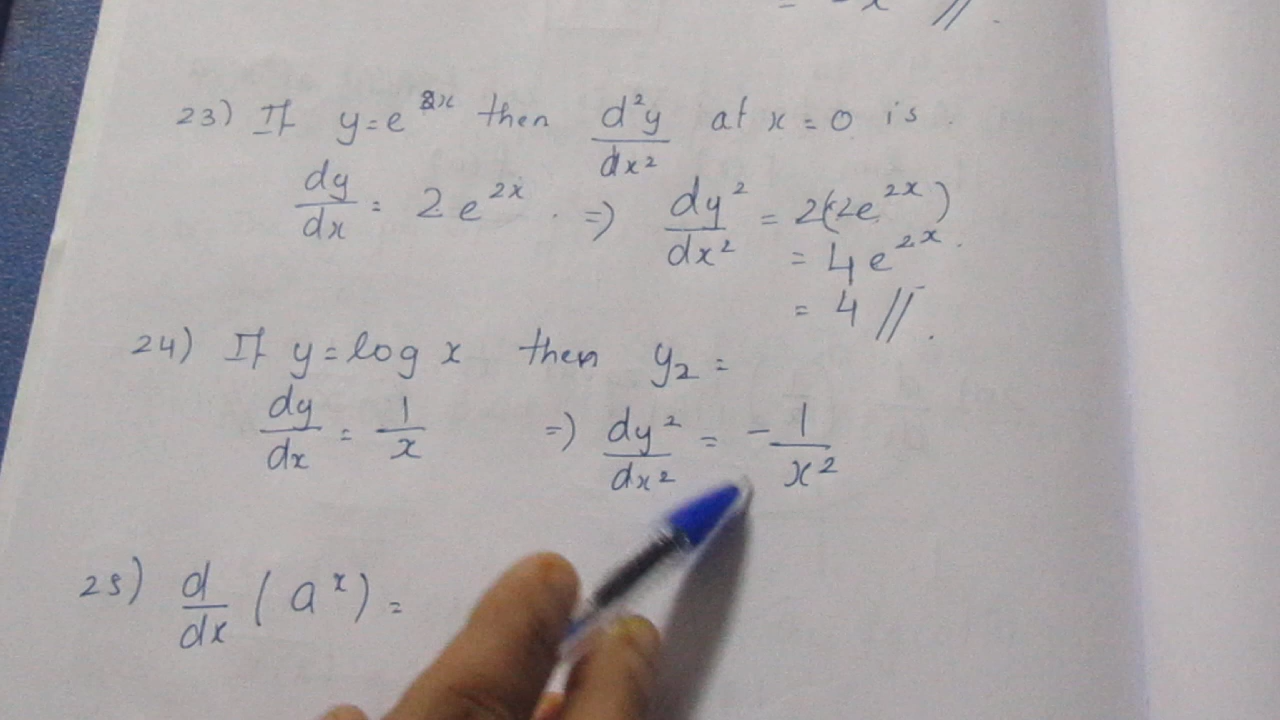 = - x //.
23) If y=e^2x then d²y/dx² at x=0 is.
dy/dx = 2e^2x . =) dy²/dx² = 2(2e^2x)
= 4e^2x.
= 4 //.
24) If y=log x then y₂ =
dy/dx = 1/x =) dy²/dx² = -1/x²
25) d/dx (a^x) =